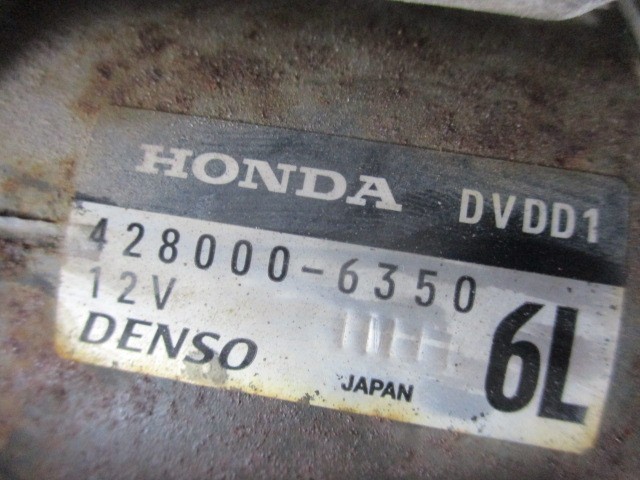 HONDA DVDD1
428000-6350
12V
DENSO
JAPAN
6L